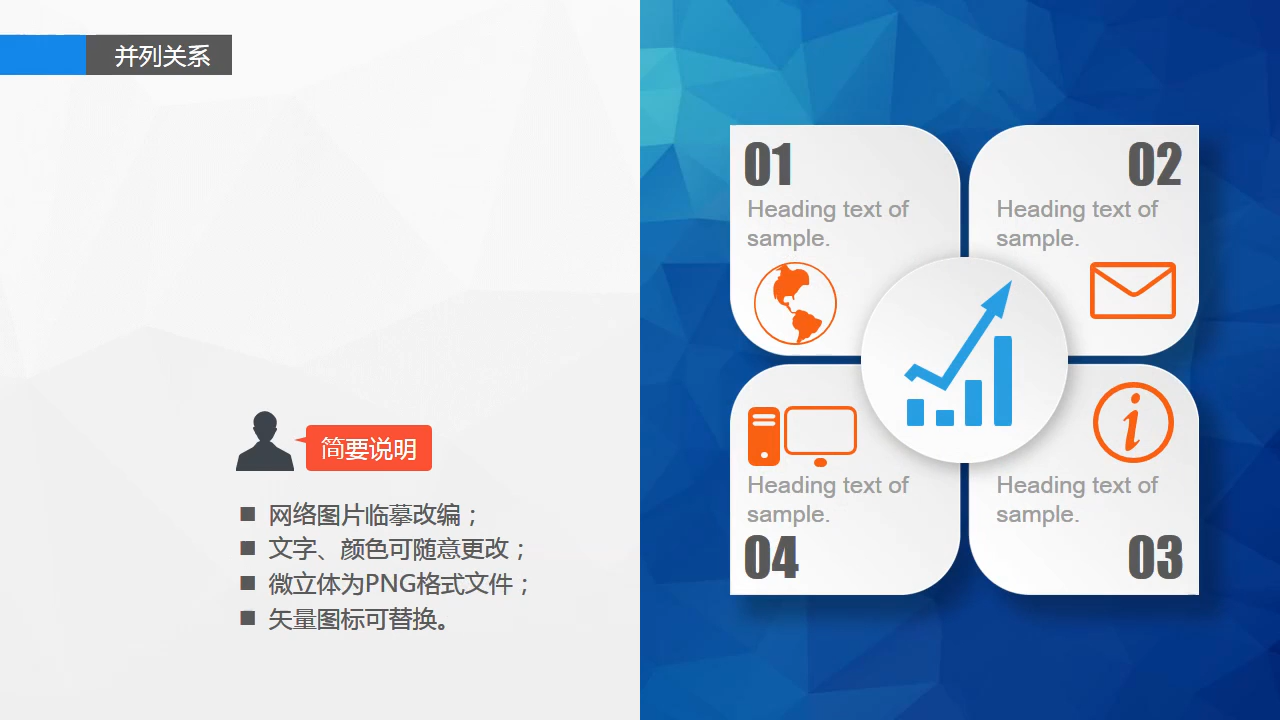 并列关系
简要说明
网络图片临摹改编；
文字、颜色可随意更改；
微立体为PNG格式文件；
矢量图标可替换。
01
Heading text of
sample.
02
Heading text of
sample.
Heading text of
sample.
04
Heading text of
sample.
03